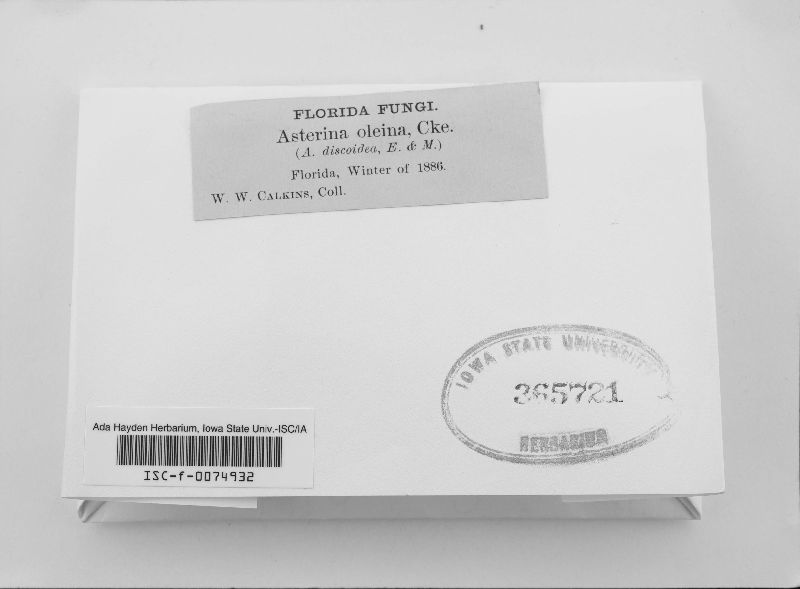 FLORIDA FUNGI.
Asterina oleina, Cke.
(A. discoidea, E. & M.)
Florida, Winter of 1886.
W. W. CALKINS, Coll.
IOWA STATE UNIVERSITY
365721
HERBARIUM
Ada Hayden Herbarium, Iowa State Univ.-ISC/IA
ISC-f-0074932